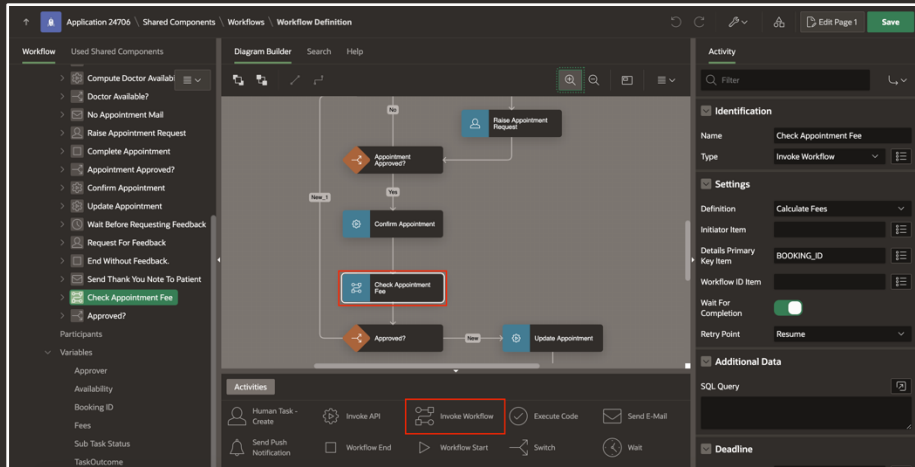 Application 24706 \ Shared Components \ Workflows \ Workflow Definition
Edit Page 1
Save
Workflow
Used Shared Components
Compute Doctor Availabi
Doctor Available?
No Appointment Mail
Raise Appointment Request
Complete Appointment
Appointment Approved?
Confirm Appointment
Update Appointment
Wait Before Requesting Feedback
Request For Feedback
End Without Feedback.
Send Thank You Note To Patient
Check Appointment Fee
Approved?
Participants
Variables
Approver
Availability
Booking ID
Fees
Sub Task Status
TaskOutcome
Diagram Builder
Search
Help
No
Raise Appointment
Request
Appointment
Approved?
New_1
Yes
Confirm Appointment
Check Appointment
Fee
Approved?
New
Update Appointment
Activities
Human Task -
Create
Invoke API
Invoke Workflow
Execute Code
Send E-Mail
Send Push
Notification
Workflow End
Workflow Start
Switch
Wait
Activity
Filter
Identification
Name
Check Appointment Fee
Type
Invoke Workflow
Settings
Definition
Calculate Fees
Initiator Item
Details Primary
Key Item
BOOKING_ID
Workflow ID Item
Wait For
Completion
Retry Point
Resume
Additional Data
SQL Query
Deadline